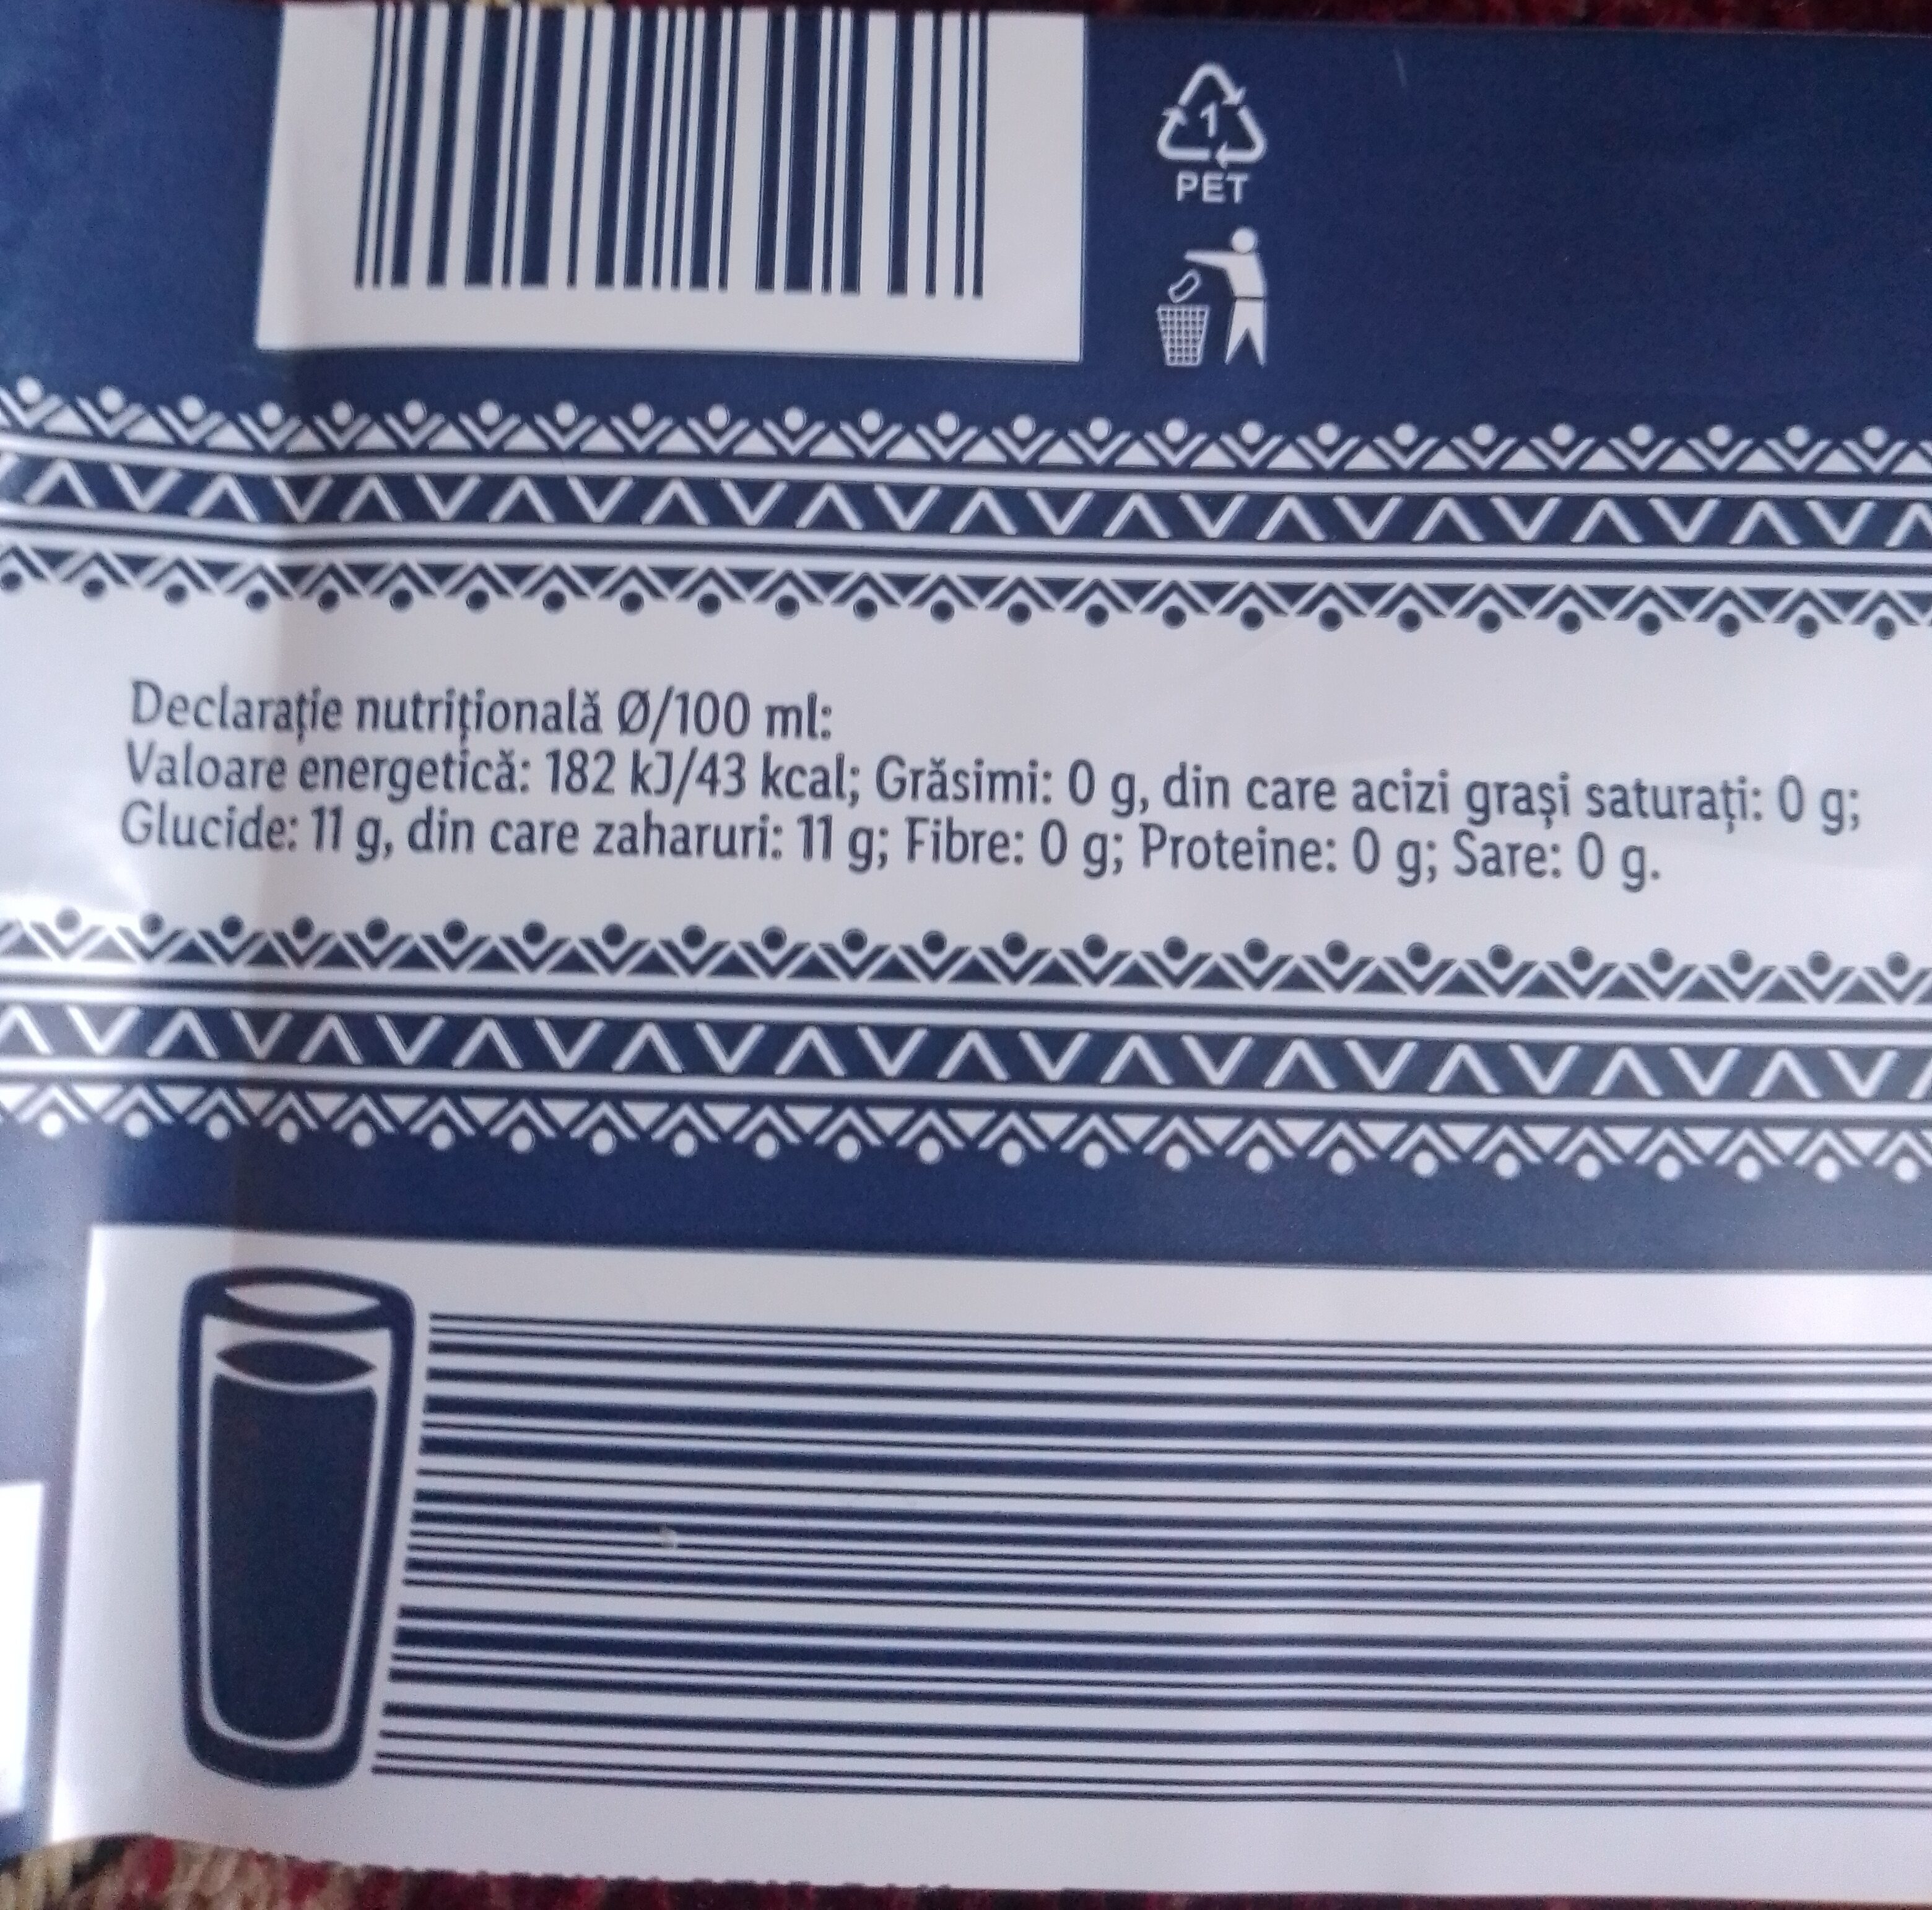 1
PET
Declarație nutrițională Ø/100 ml:
Valoare energetică: 182 kJ/43 kcal; Grăsimi: 0 g, din care acizi grași saturați: 0 g;
Glucide: 11 g, din care zaharuri: 11 g; Fibre: 0 g; Proteine: 0 g; Sare: 0 g.